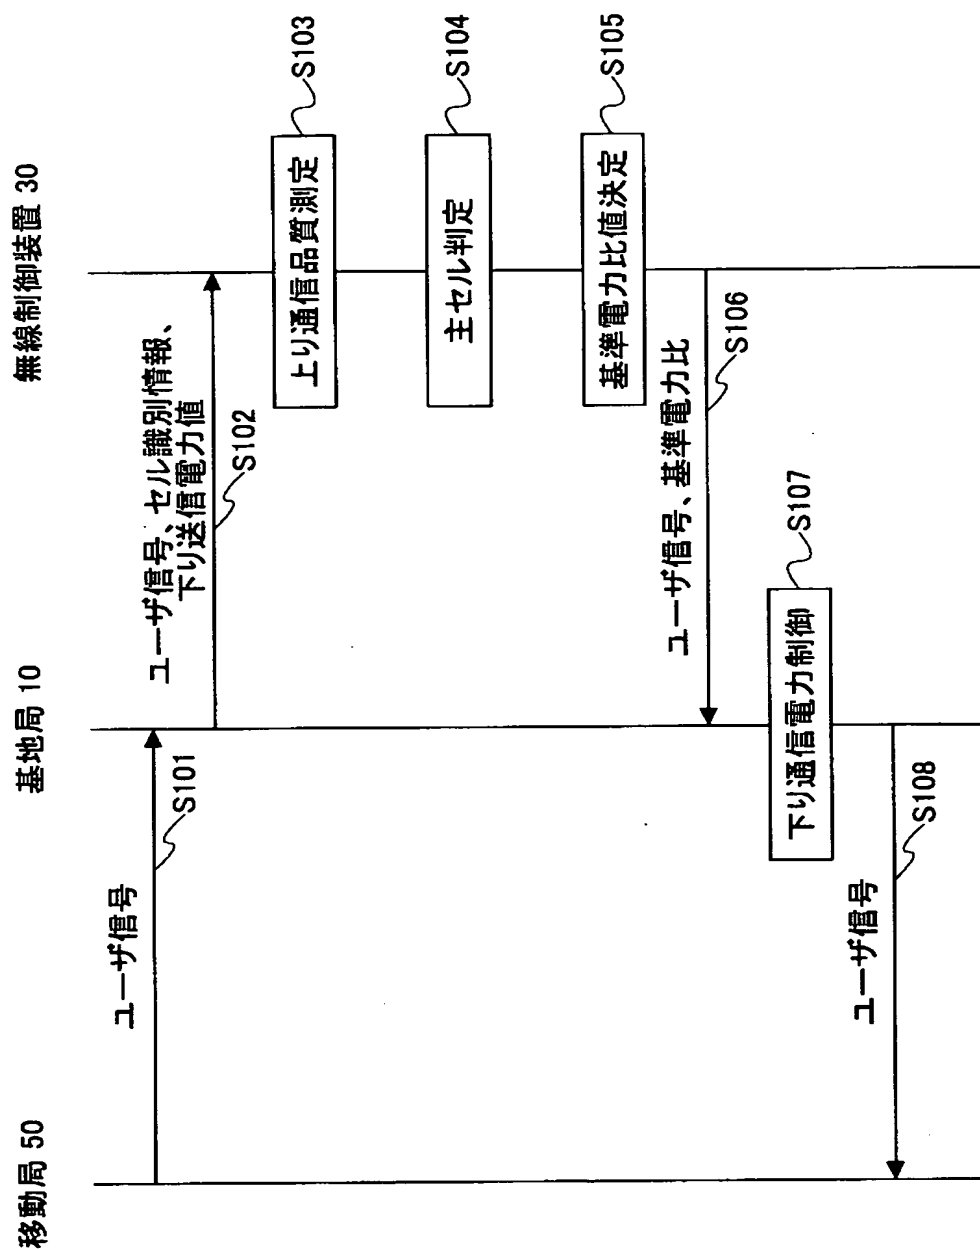 移動局 50
基地局 10
無線制御装置 30
ユーザ信号
S101
ユーザ信号、セル識別情報、
下り送信電力値
S102
上り通信品質測定
S103
主セル判定
S104
基準電力比値決定
S105
ユーザ信号、基準電力比
S106
下り通信電力制御
S107
ユーザ信号
S108